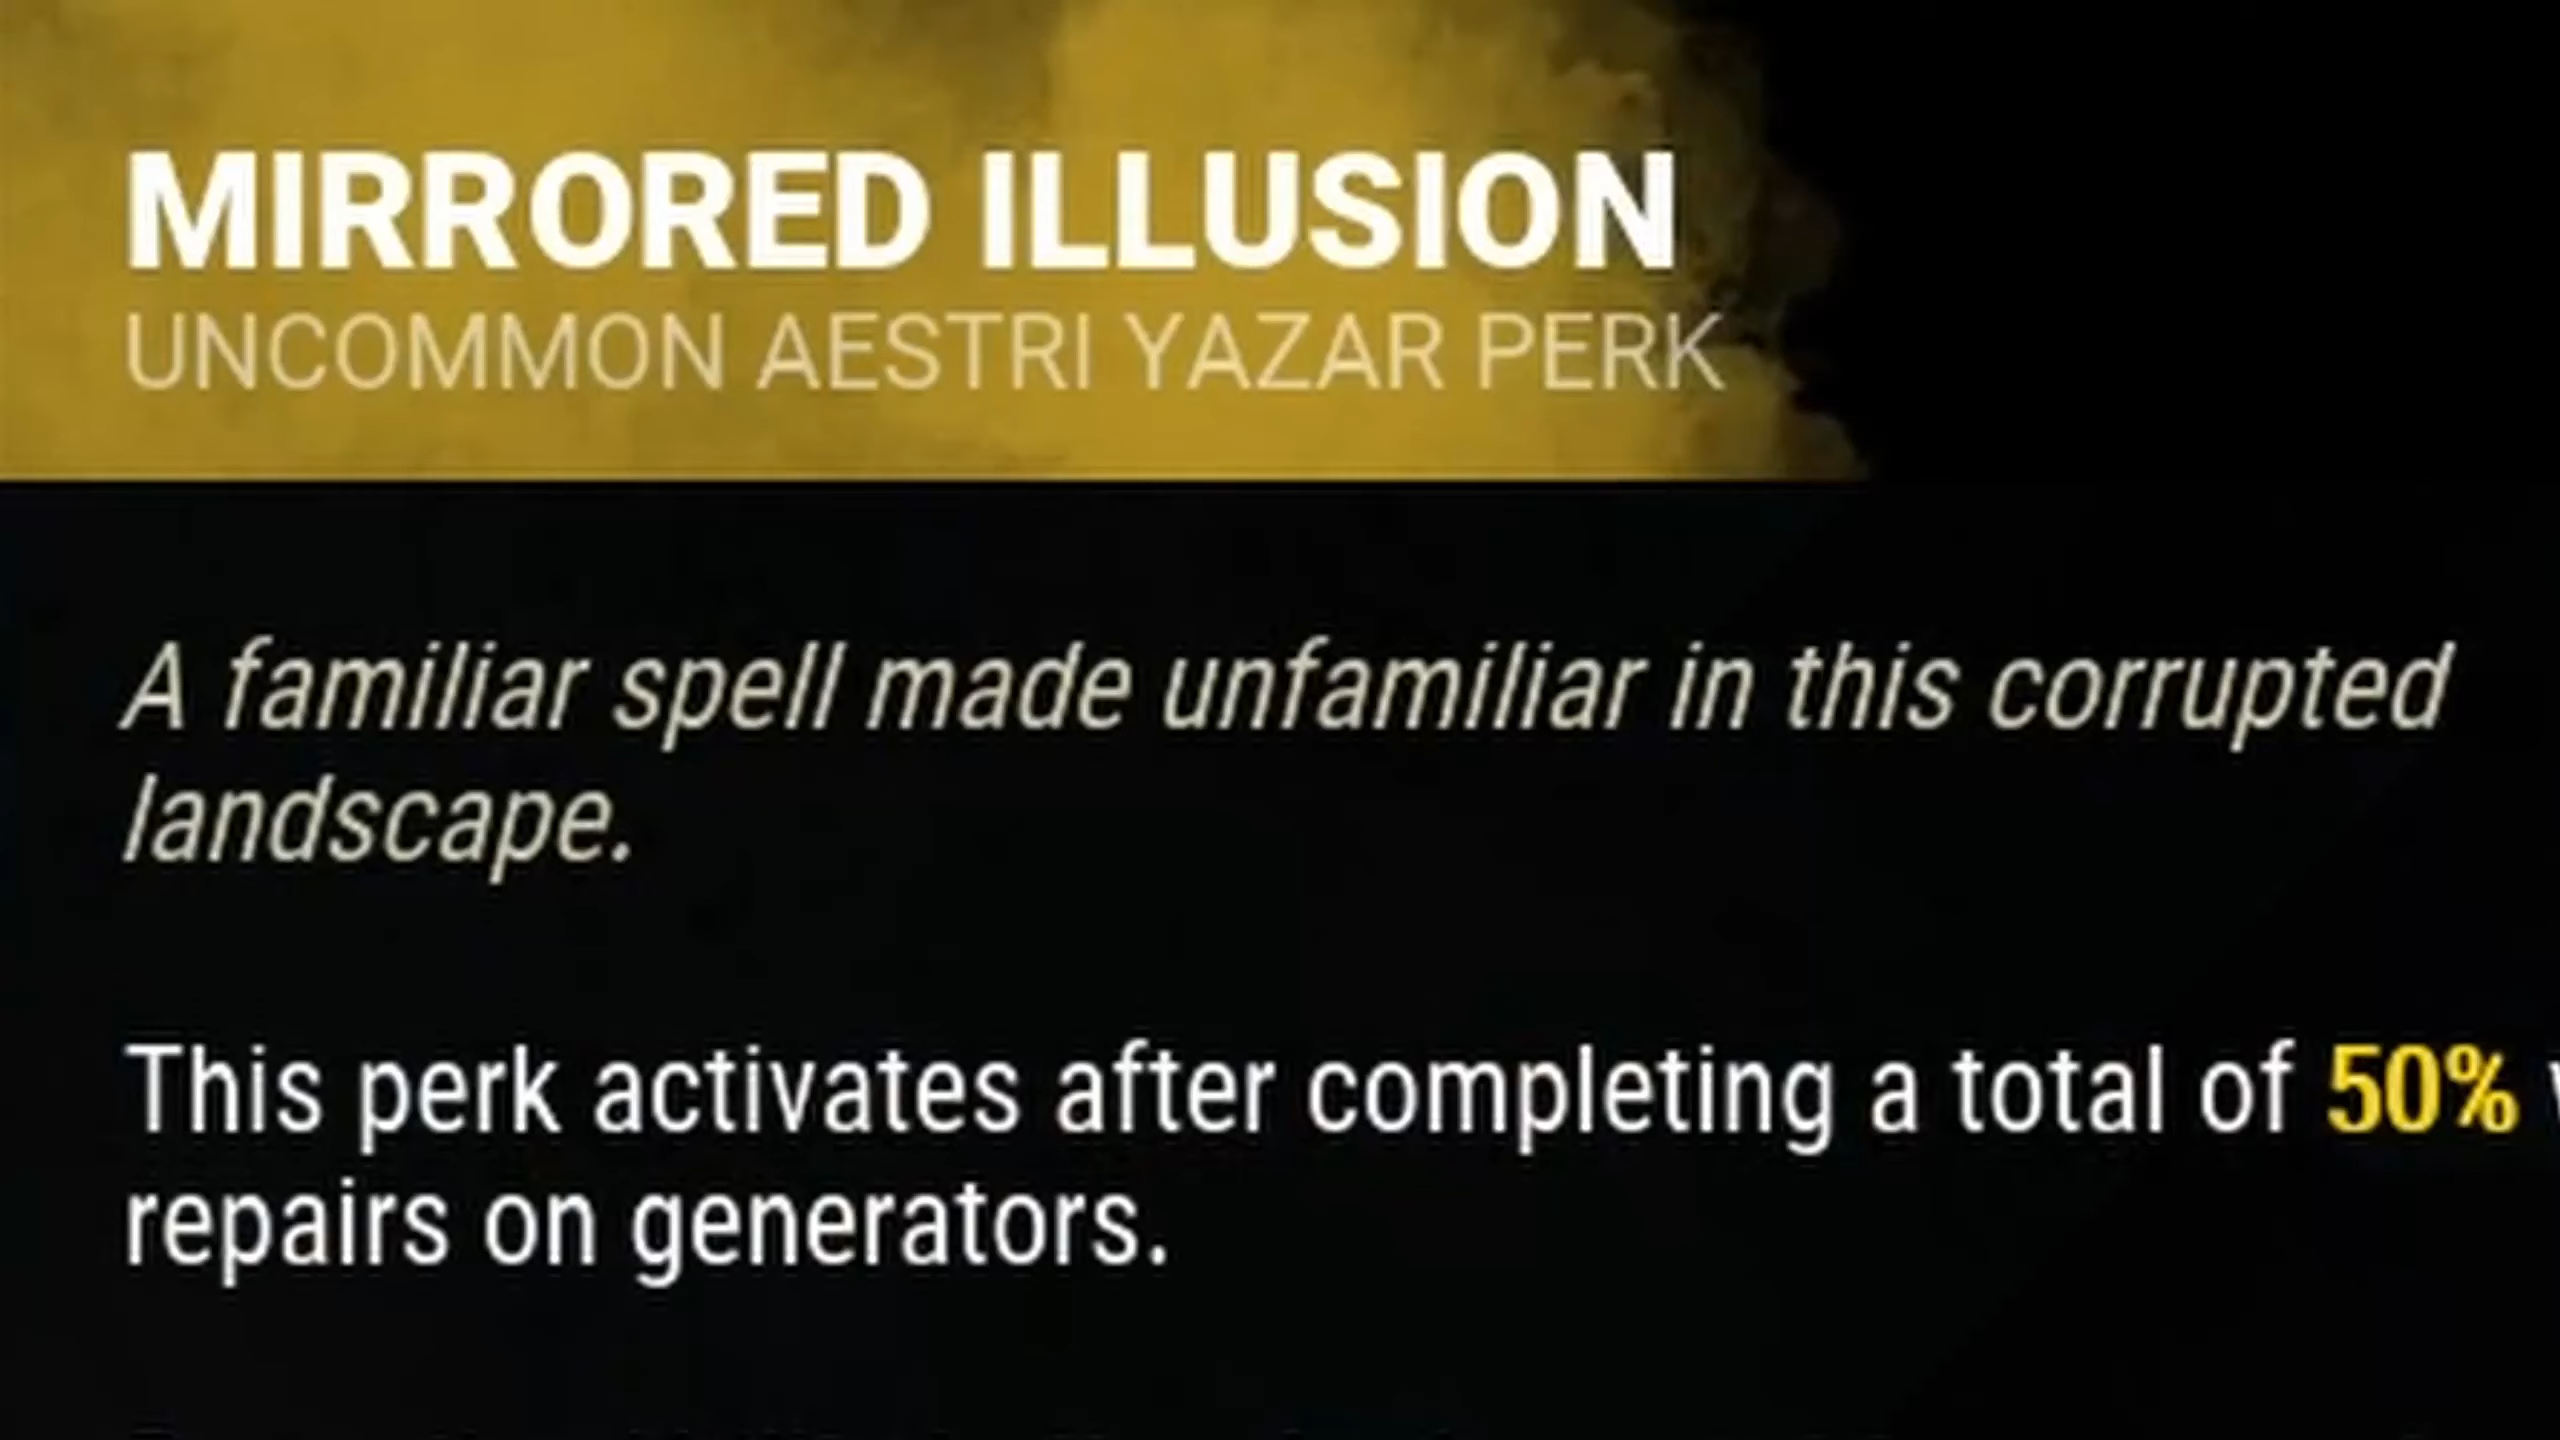 MIRRORED ILLUSION
UNCOMMON AESTRI YAZAR PERK
A familiar spell made unfamiliar in this corrupted
landscape.
This perk activates after completing a total of 50%
repairs on generators.